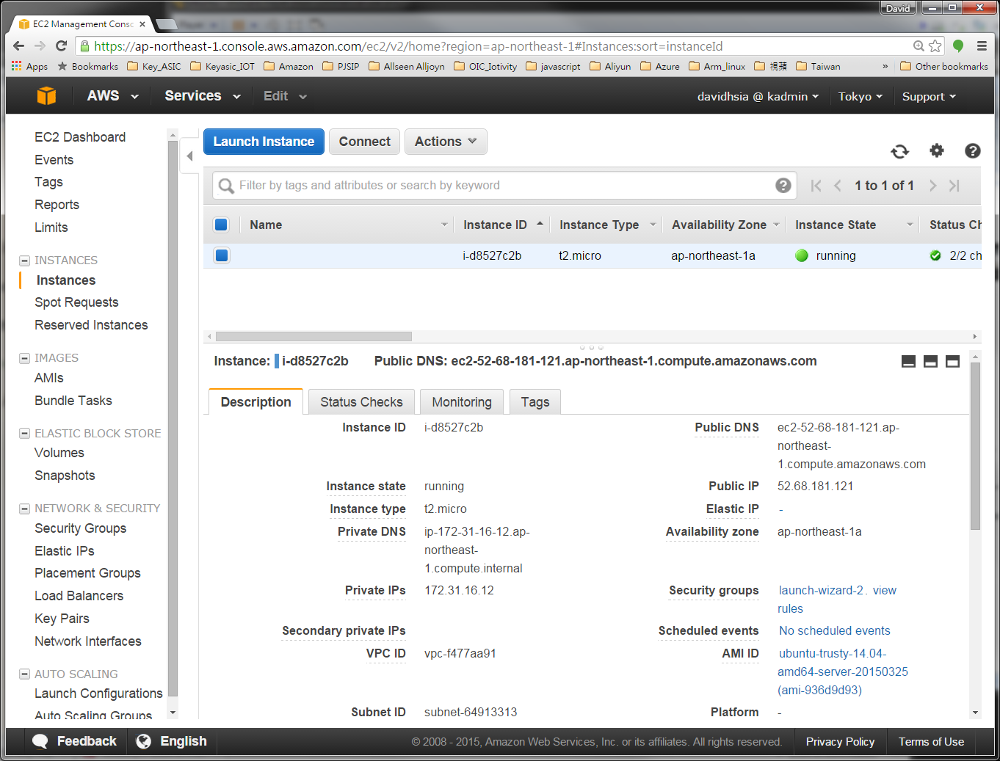 David
EC2 Management Consc
https://ap-northeast-1.console.aws.amazon.com/ec2/v2/home?region=ap-northeast-1#Instances:sort=instanceId
Apps Bookmarks Key_ASIC Keyasic_IOT Amazon PJSIP Allseen Alljoyn OIC_Iotivity javascript Aliyun Azure Arm_linux 視頻 Taiwan » Other bookmarks
AWS Services Edit davidhsia @ kadmin Tokyo Support
EC2 Dashboard
Events
Tags
Reports
Limits
INSTANCES
Instances
Spot Requests
Reserved Instances
IMAGES
AMIs
Bundle Tasks
ELASTIC BLOCK STORE
Volumes
Snapshots
NETWORK & SECURITY
Security Groups
Elastic IPs
Placement Groups
Load Balancers
Key Pairs
Network Interfaces
AUTO SCALING
Launch Configurations
Auto Scaling Groups
Launch Instance Connect Actions
Filter by tags and attributes or search by keyword
1 to 1 of 1
Name Instance ID Instance Type Availability Zone Instance State Status Ch
i-d8527c2b t2.micro ap-northeast-1a running 2/2 ch
Instance: i-d8527c2b Public DNS: ec2-52-68-181-121.ap-northeast-1.compute.amazonaws.com
Description Status Checks Monitoring Tags
Instance ID i-d8527c2b
Public DNS ec2-52-68-181-121.ap-
northeast-
1.compute.amazonaws.com
Instance state running
Public IP 52.68.181.121
Instance type t2.micro
Elastic IP -
Private DNS ip-172-31-16-12.ap-
northeast-
1.compute.internal
Availability zone ap-northeast-1a
Private IPs 172.31.16.12
Security groups launch-wizard-2. view
rules
Secondary private IPs
Scheduled events No scheduled events
VPC ID vpc-f477aa91
AMI ID ubuntu-trusty-14.04-
amd64-server-20150325
(ami-936d9d93)
Subnet ID subnet-64913313
Platform -
Feedback English © 2008 - 2015, Amazon Web Services, Inc. or its affiliates. All rights reserved. Privacy Policy Terms of Use